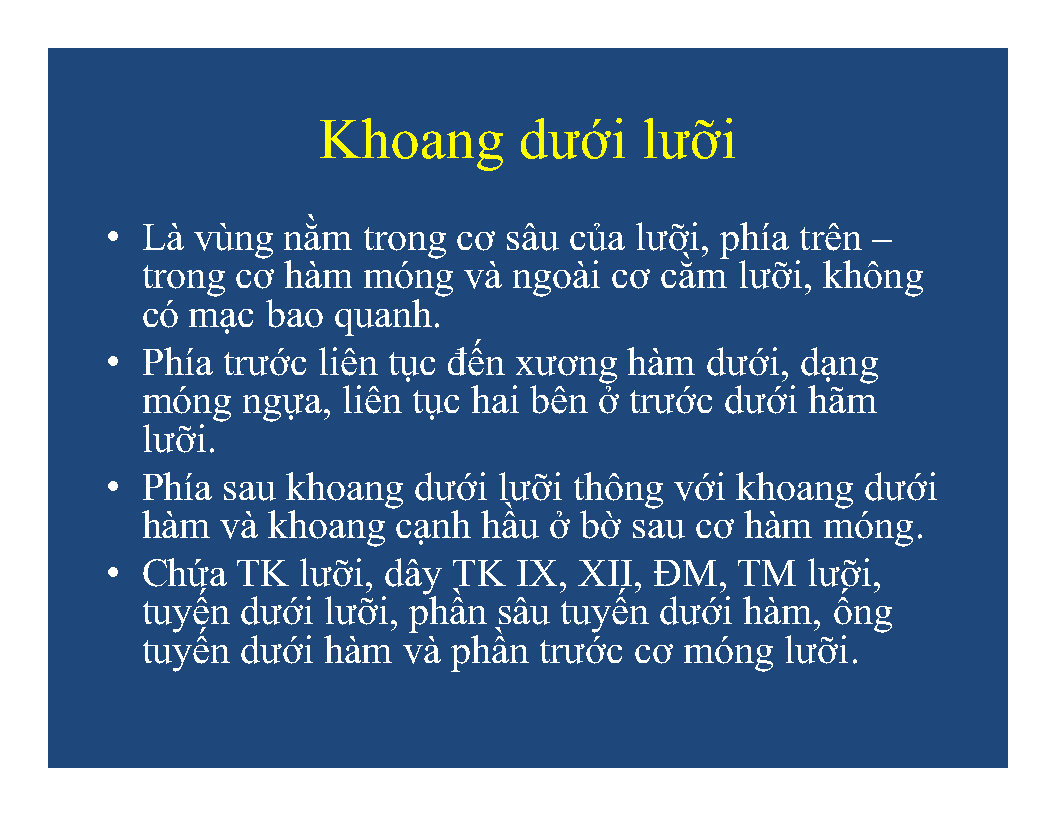 Khoang dưới lưỡi
• Là vùng nằm trong cơ sâu của lưỡi, phía trên –
trong cơ hàm móng và ngoài cơ cằm lưỡi, không
có mạc bao quanh.
• Phía trước liên tục đến xương hàm dưới, dạng
móng ngựa, liên tục hai bên ở trước dưới hãm
lưỡi.
• Phía sau khoang dưới lưỡi thông với khoang dưới
hàm và khoang cạnh hầu ở bờ sau cơ hàm móng.
• Chứa TK lưỡi, dây TK IX, XII, ĐM, TM lưỡi,
tuyến dưới lưỡi, phần sâu tuyến dưới hàm, ống
tuyến dưới hàm và phần trước cơ móng lưỡi.